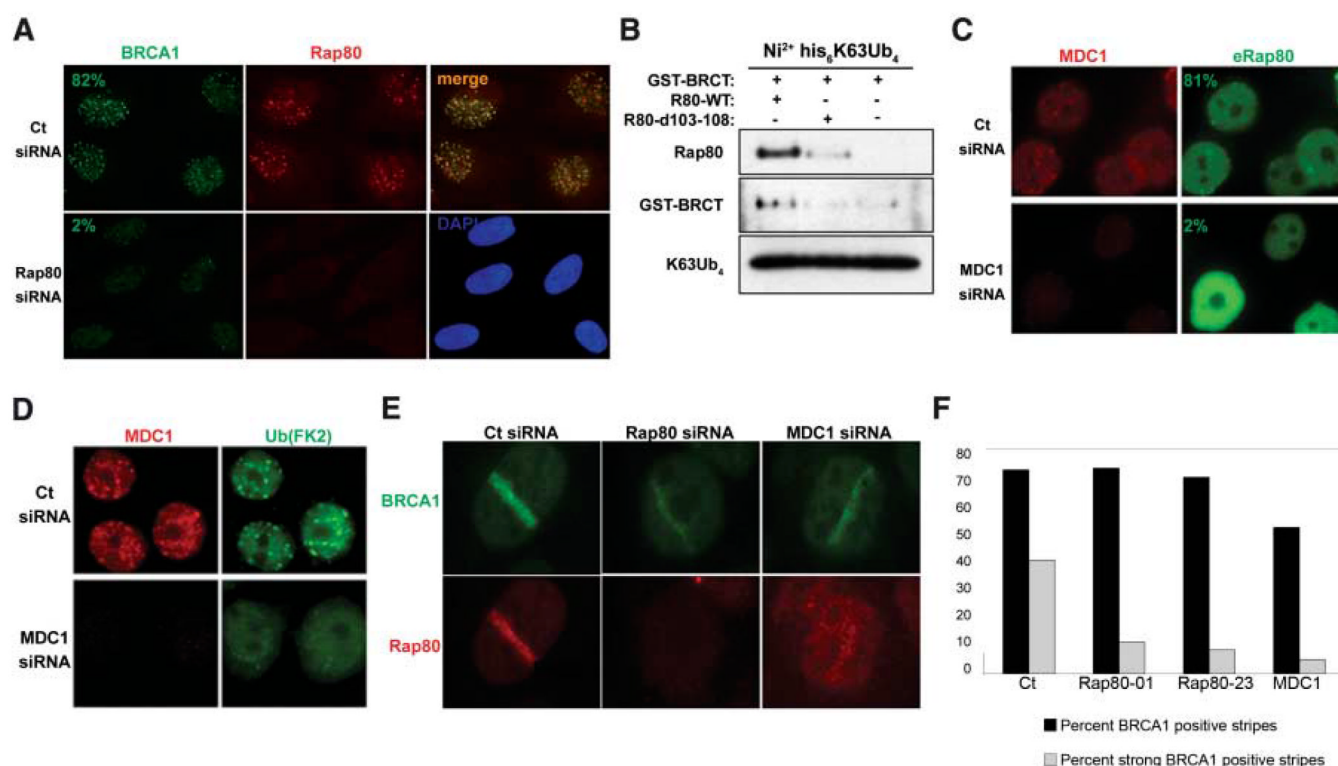 A
BRCA1 Rap80
82% merge
Ct
siRNA
2% DAPI
Rap80
siRNA
B
Ni²⁺ his₆K63Ub₄
GST-BRCT: + + +
R80-WT: + - -
R80-d103-108: - + -
Rap80
GST-BRCT
K63Ub₄
C
MDC1 eRap80
81%
Ct
siRNA
2%
MDC1
siRNA
D
MDC1 Ub(FK2)
Ct
siRNA
MDC1
siRNA
E
Ct siRNA Rap80 siRNA MDC1 siRNA
BRCA1
Rap80
F
80
70
60
50
40
30
20
10
0
Ct Rap80-01 Rap80-23 MDC1
Percent BRCA1 positive stripes
Percent strong BRCA1 positive stripes